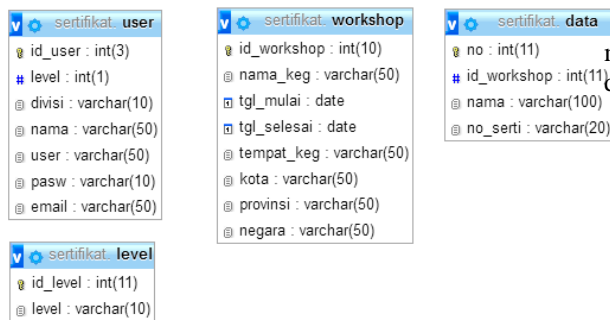 sertifikat. user
id_user : int(3)
level : int(1)
divisi : varchar(10)
nama : varchar(50)
user : varchar(50)
pasw : varchar(10)
email : varchar(50)
sertifikat. workshop
id_workshop : int(10)
nama_keg : varchar(50)
tgl_mulai : date
tgl_selesai : date
tempat_keg : varchar(50)
kota : varchar(50)
provinsi : varchar(50)
negara : varchar(50)
sertifikat. data
no : int(11)
id_workshop : int(11)
nama : varchar(100)
no_serti : varchar(20)
sertifikat. level
id_level : int(11)
level : varchar(10)